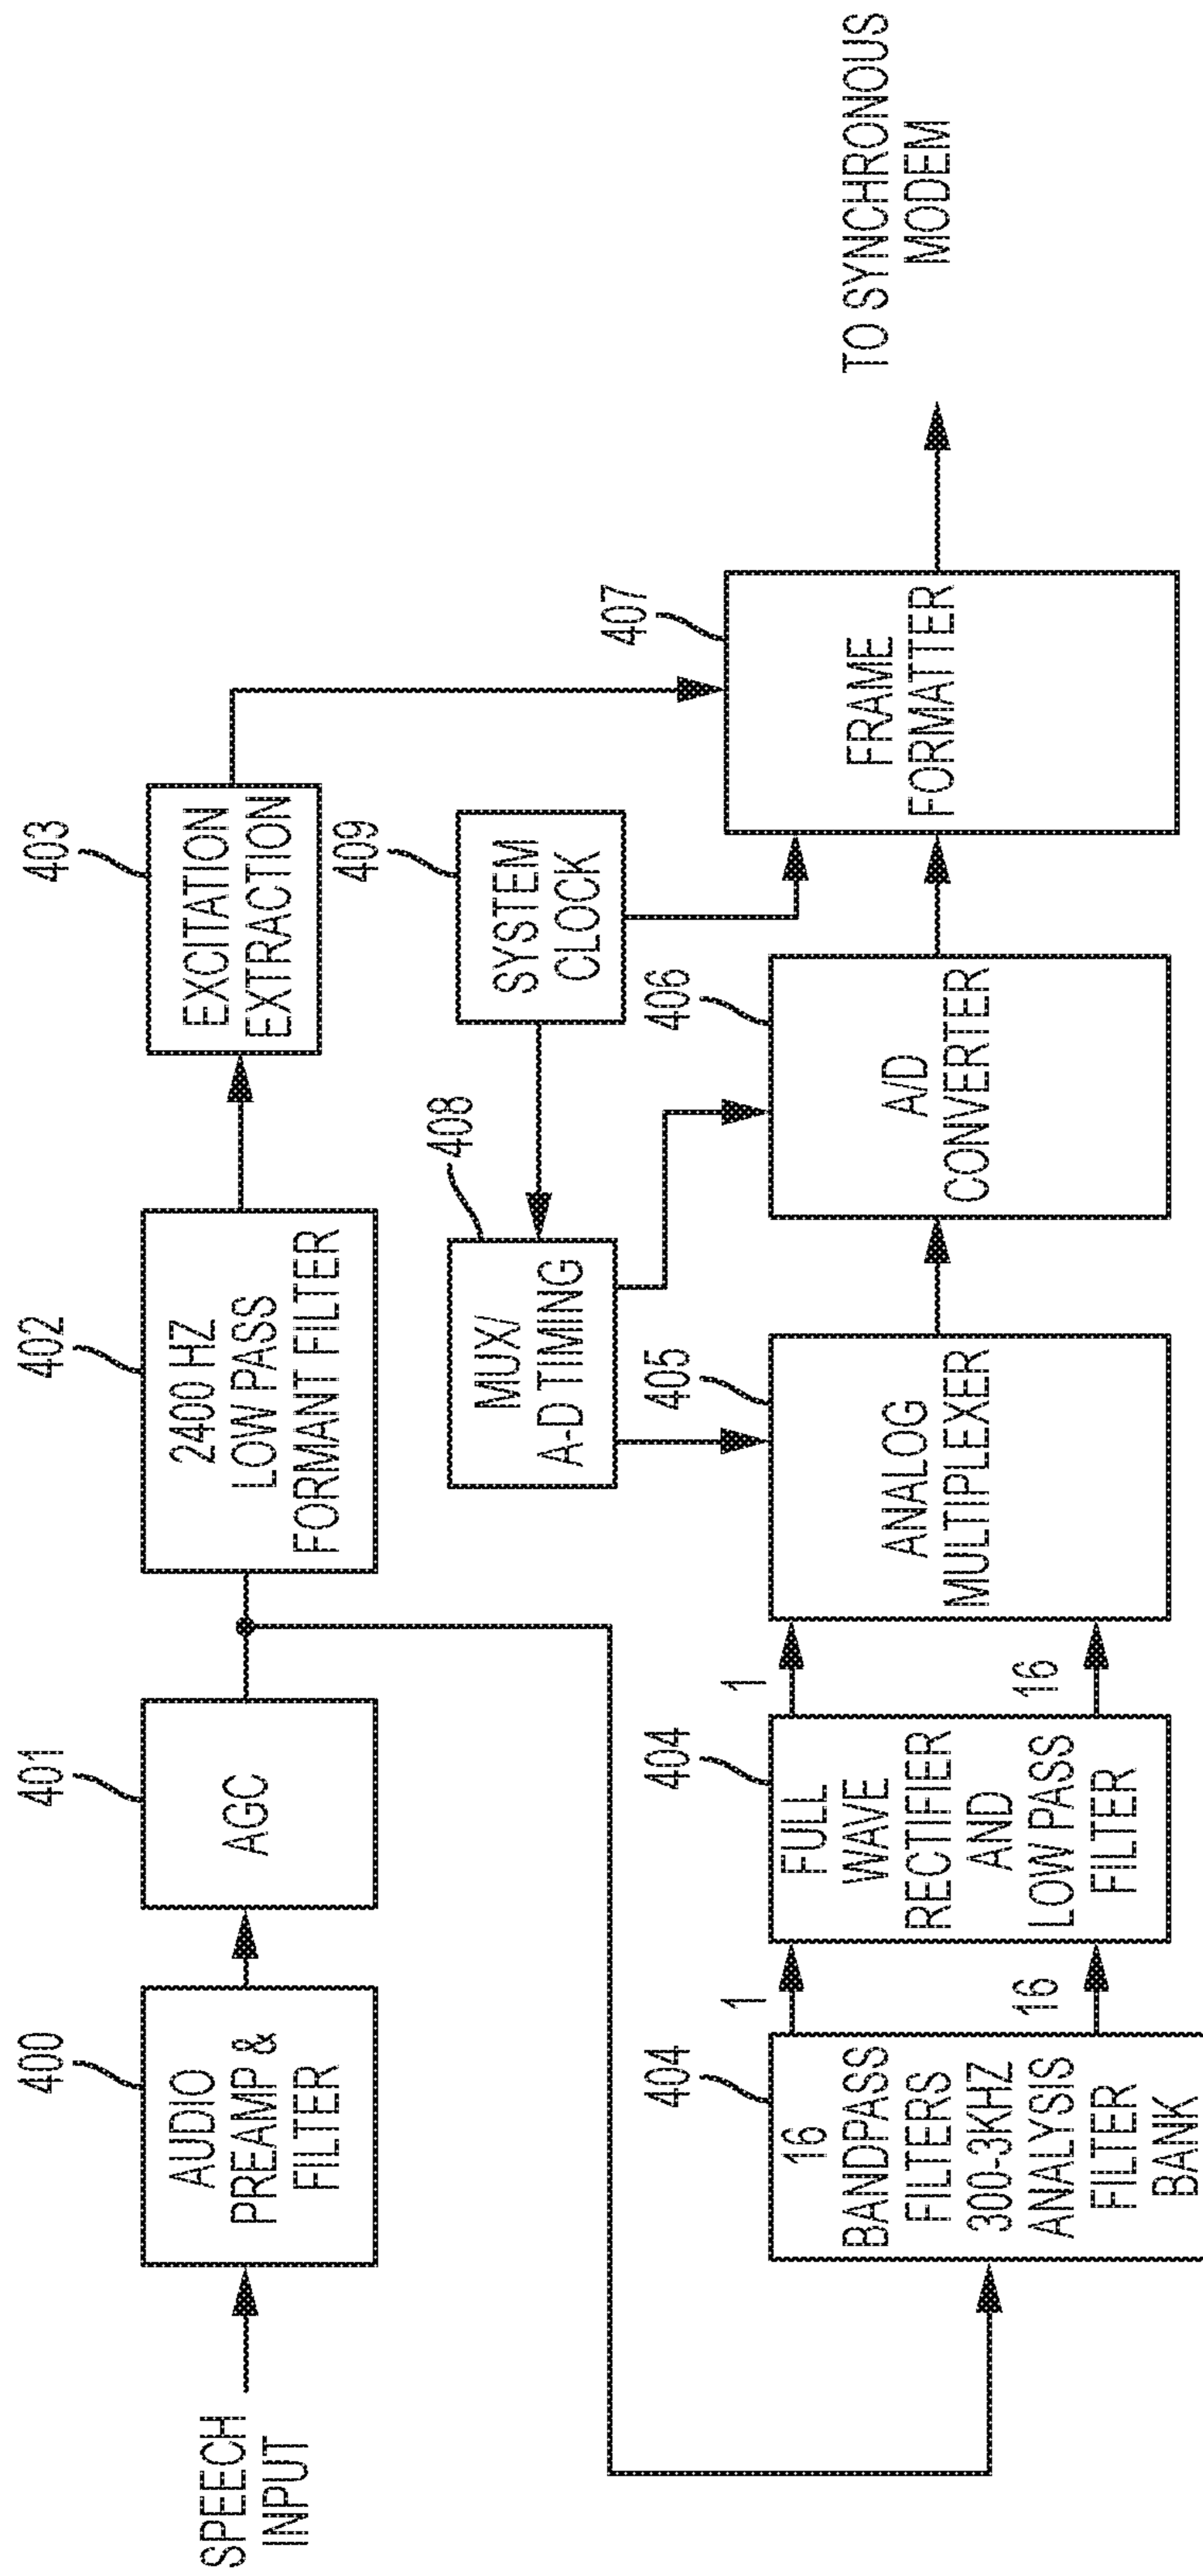 SPEECH
INPUT
400
AUDIO
PREAMP &
FILTER
401
AGC
402
2400 HZ
LOW PASS
FORMANT FILTER
403
EXCITATION
EXTRACTION
408
MUX/
A-D TIMING
409
SYSTEM
CLOCK
404
16
BANDPASS
FILTERS
300-3KHZ
ANALYSIS
FILTER
BANK
1
16
404
FULL
WAVE
RECTIFIER
AND
LOW PASS
FILTER
1
16
405
ANALOG
MULTIPLEXER
406
A/D
CONVERTER
407
FRAME
FORMATTER
TO SYNCHRONOUS
MODEM